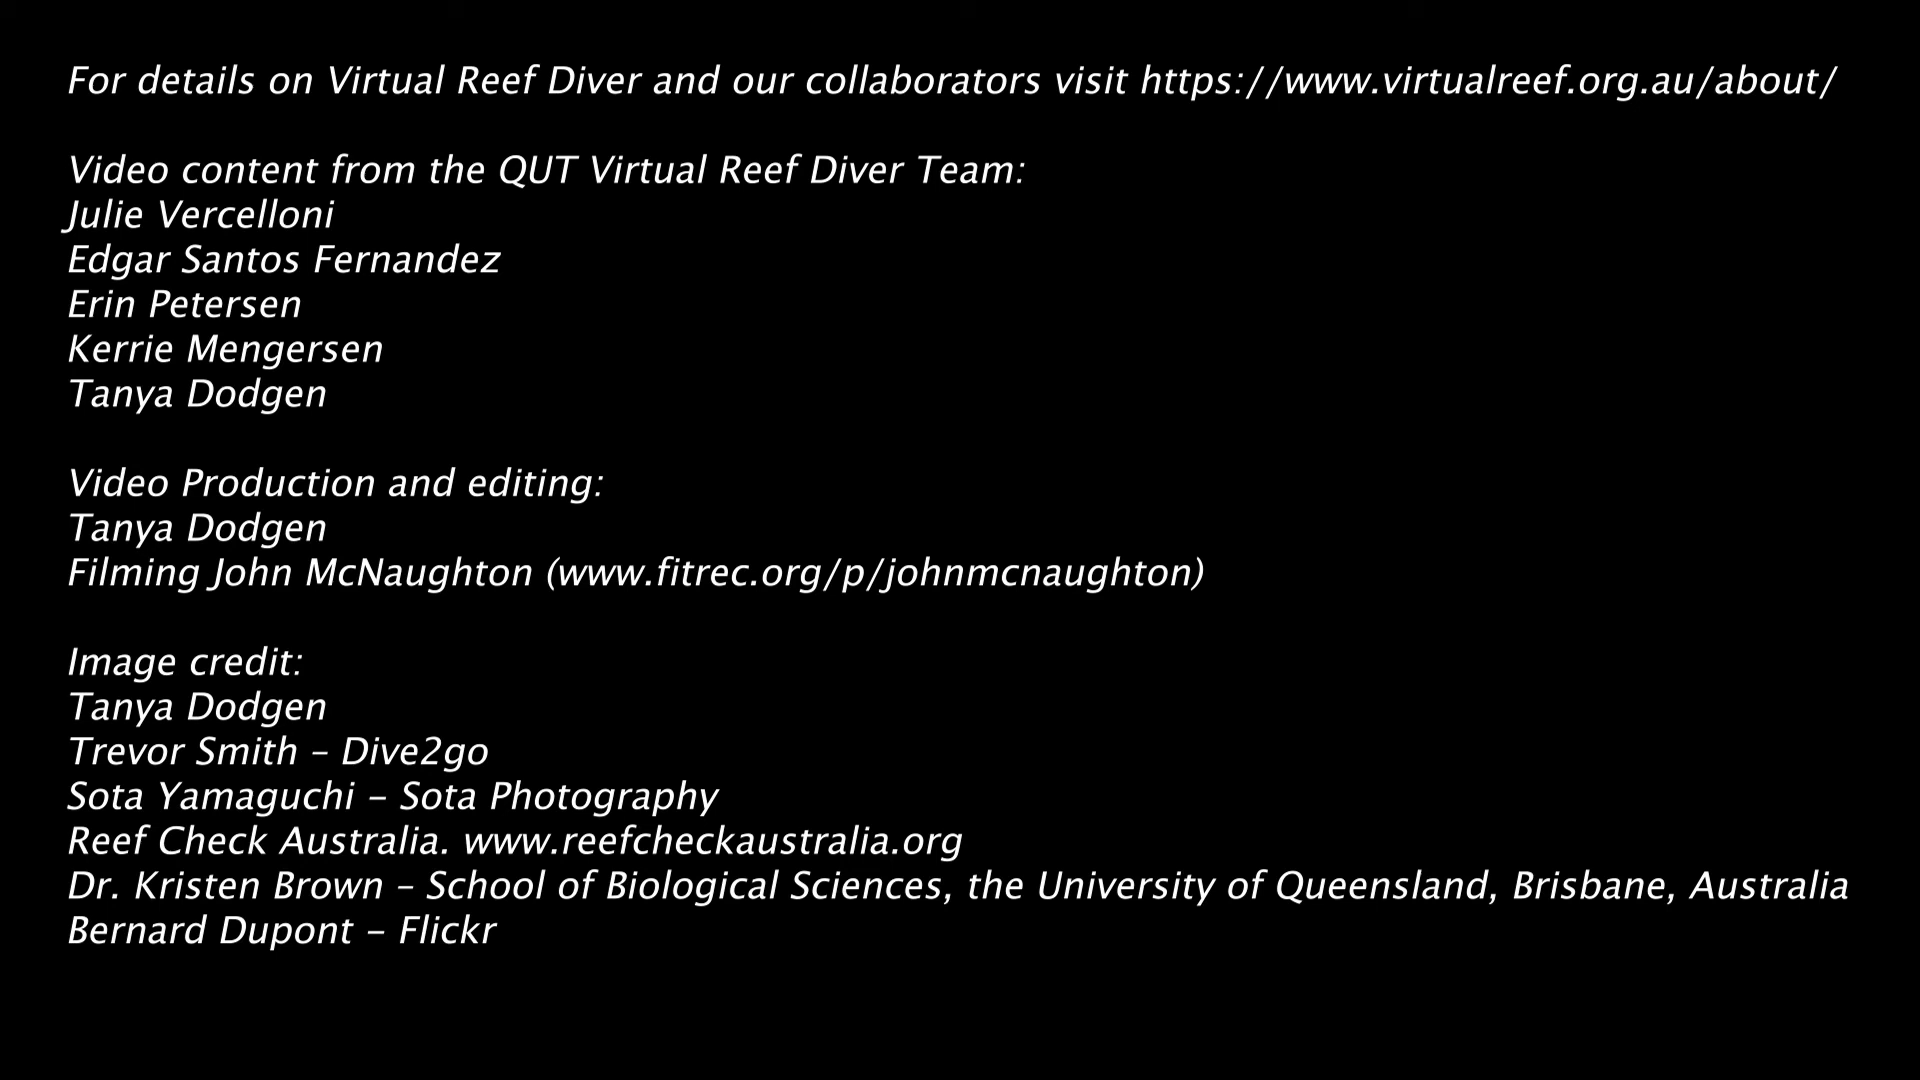 For details on Virtual Reef Diver and our collaborators visit https://www.virtualreef.org.au/about/
Video content from the QUT Virtual Reef Diver Team:
Julie Vercelloni
Edgar Santos Fernandez
Erin Petersen
Kerrie Mengersen
Tanya Dodgen
Video Production and editing:
Tanya Dodgen
Filming John McNaughton (www.fitrec.org/p/johnmcnaughton)
Image credit:
Tanya Dodgen
Trevor Smith – Dive2go
Sota Yamaguchi – Sota Photography
Reef Check Australia. www.reefcheckaustralia.org
Dr. Kristen Brown – School of Biological Sciences, the University of Queensland, Brisbane, Australia
Bernard Dupont – Flickr